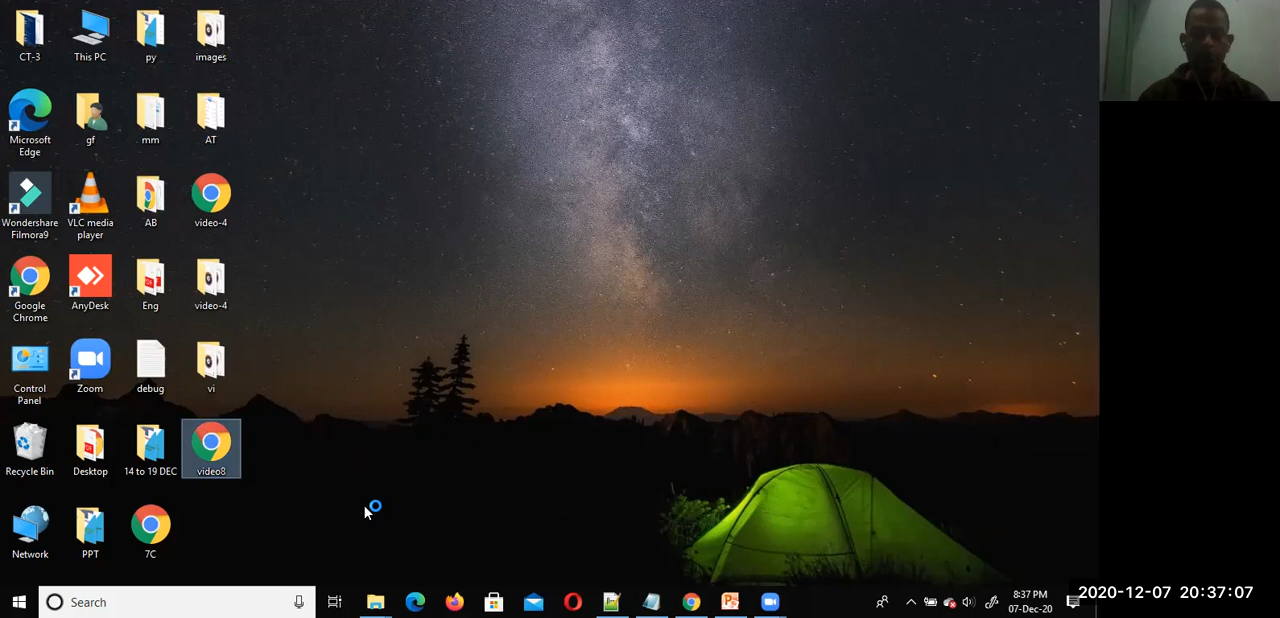 CT-3
This PC
py
images
Microsoft
Edge
gf
mm
AT
Wondershare
Filmora9
VLC media
player
AB
video-4
Google
Chrome
AnyDesk
Eng
video-4
Control
Panel
Zoom
debug
vi
Recycle Bin
Desktop
14 to 19 DEC
video8
Network
PPT
7C
Search
8:37 PM
07-Dec-20
2020-12-07 20:37:07